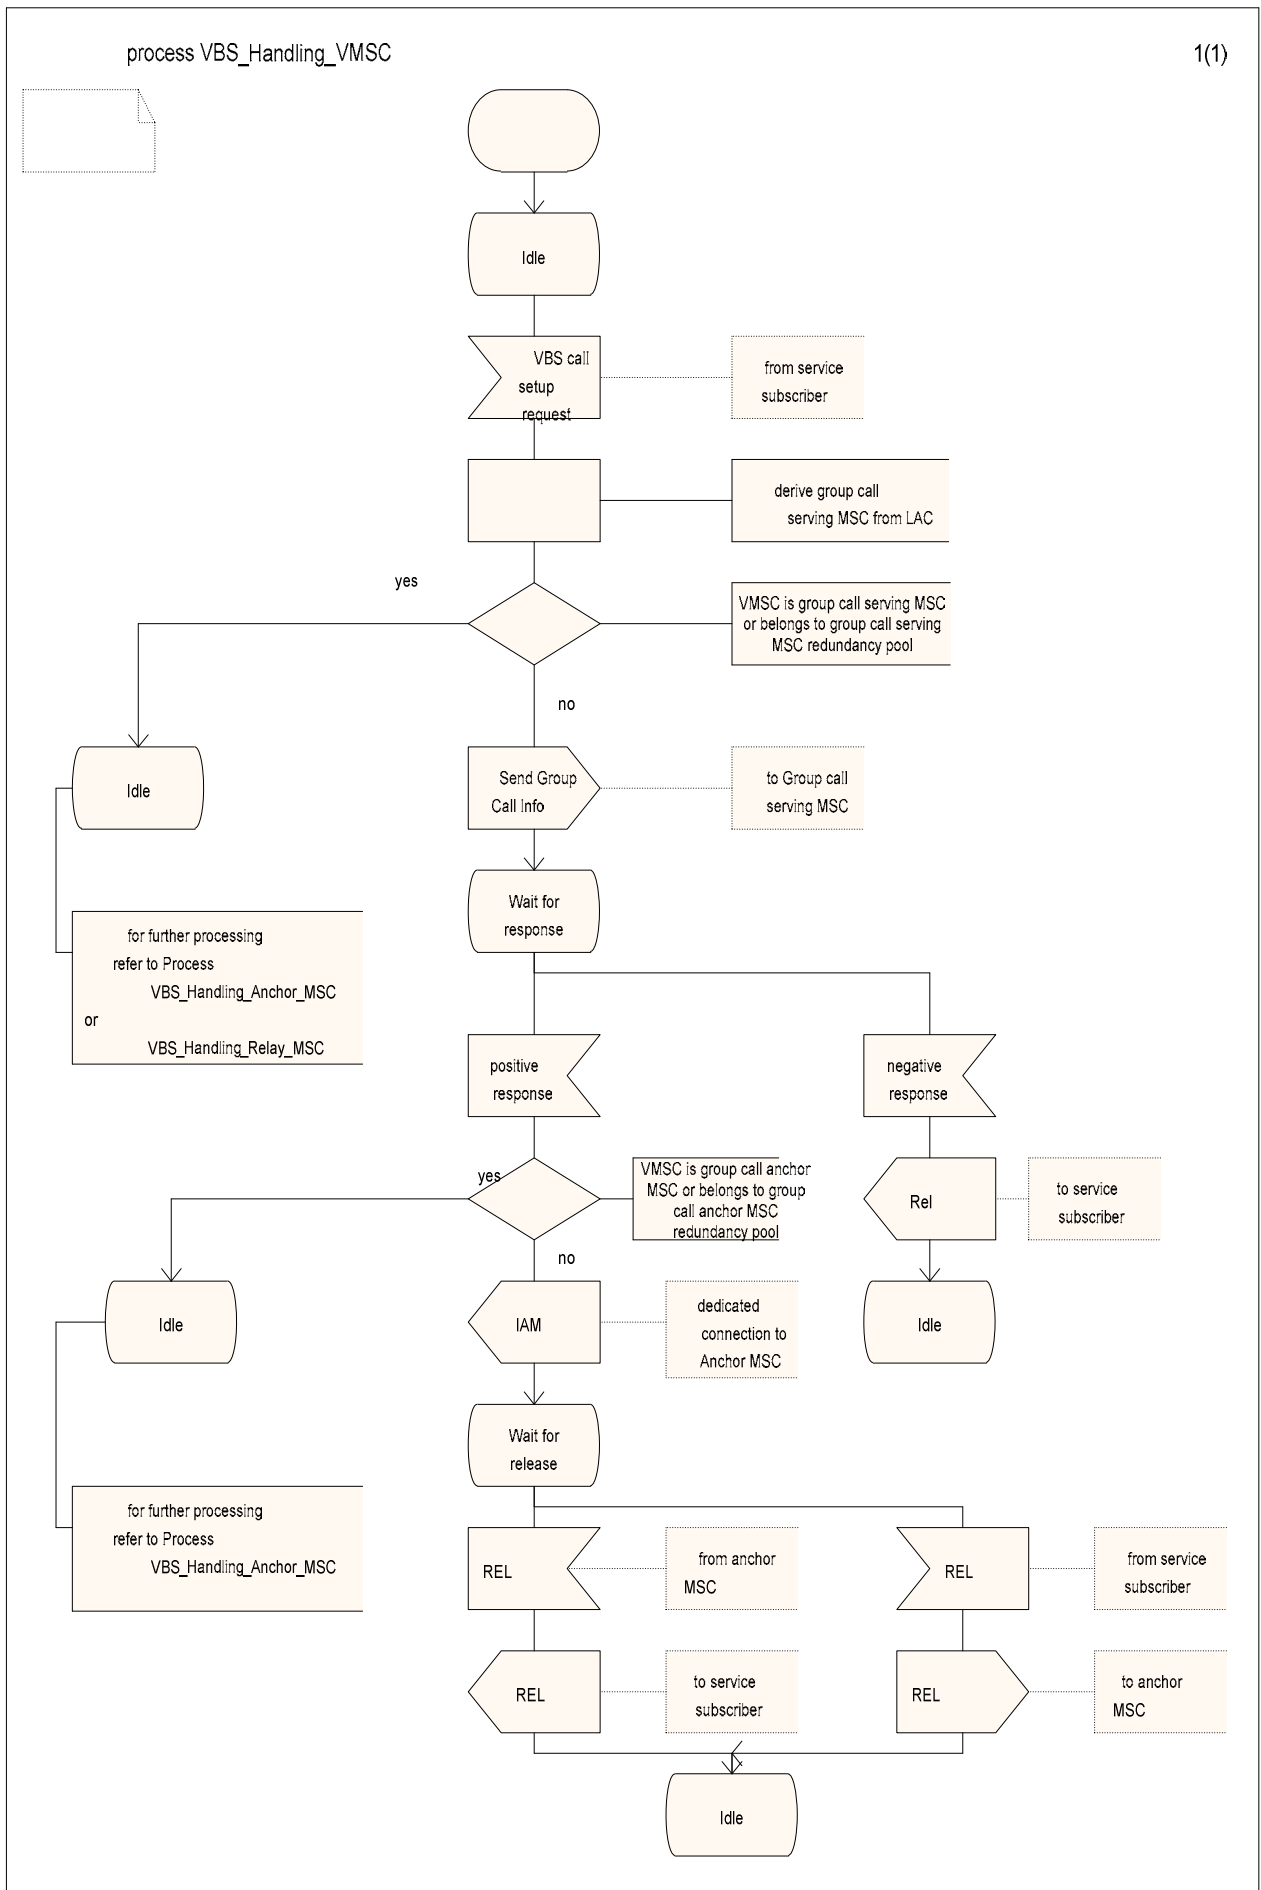 process VBS_Handling_VMSC
1(1)
Idle
VBS call
setup
request
from service
subscriber
derive group call
serving MSC from LAC
yes
VMSC is group call serving MSC
or belongs to group call serving
MSC redundancy pool
no
Idle
Send Group
Call Info
to Group call
serving MSC
Wait for
response
for further processing
refer to Process
VBS_Handling_Anchor_MSC
or
VBS_Handling_Relay_MSC
positive
response
negative
response
yes
VMSC is group call anchor
MSC or belongs to group
call anchor MSC
redundancy pool
Rel
to service
subscriber
no
Idle
IAM
dedicated
connection to
Anchor MSC
Idle
Wait for
release
for further processing
refer to Process
VBS_Handling_Anchor_MSC
REL
from anchor
MSC
REL
from service
subscriber
REL
to service
subscriber
REL
to anchor
MSC
Idle